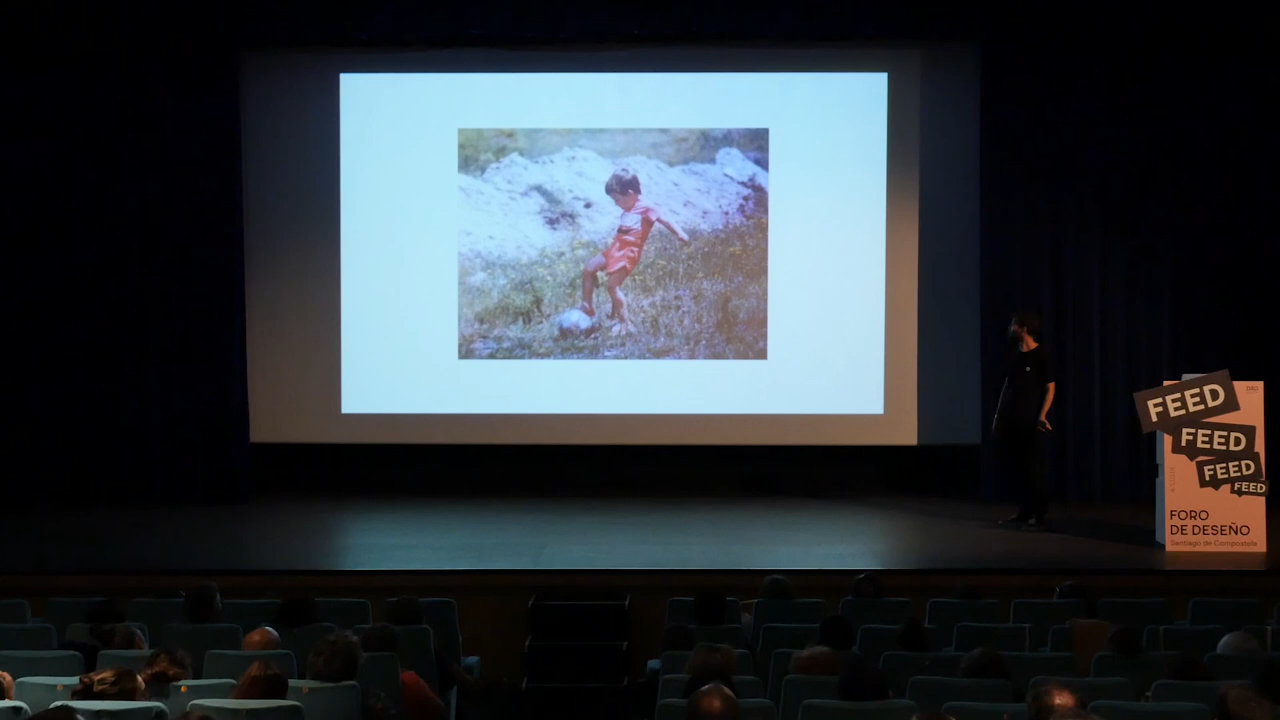 FEED
FEED
FEED
FEED
FORO
DE DESEÑO
Santiago de Compostela